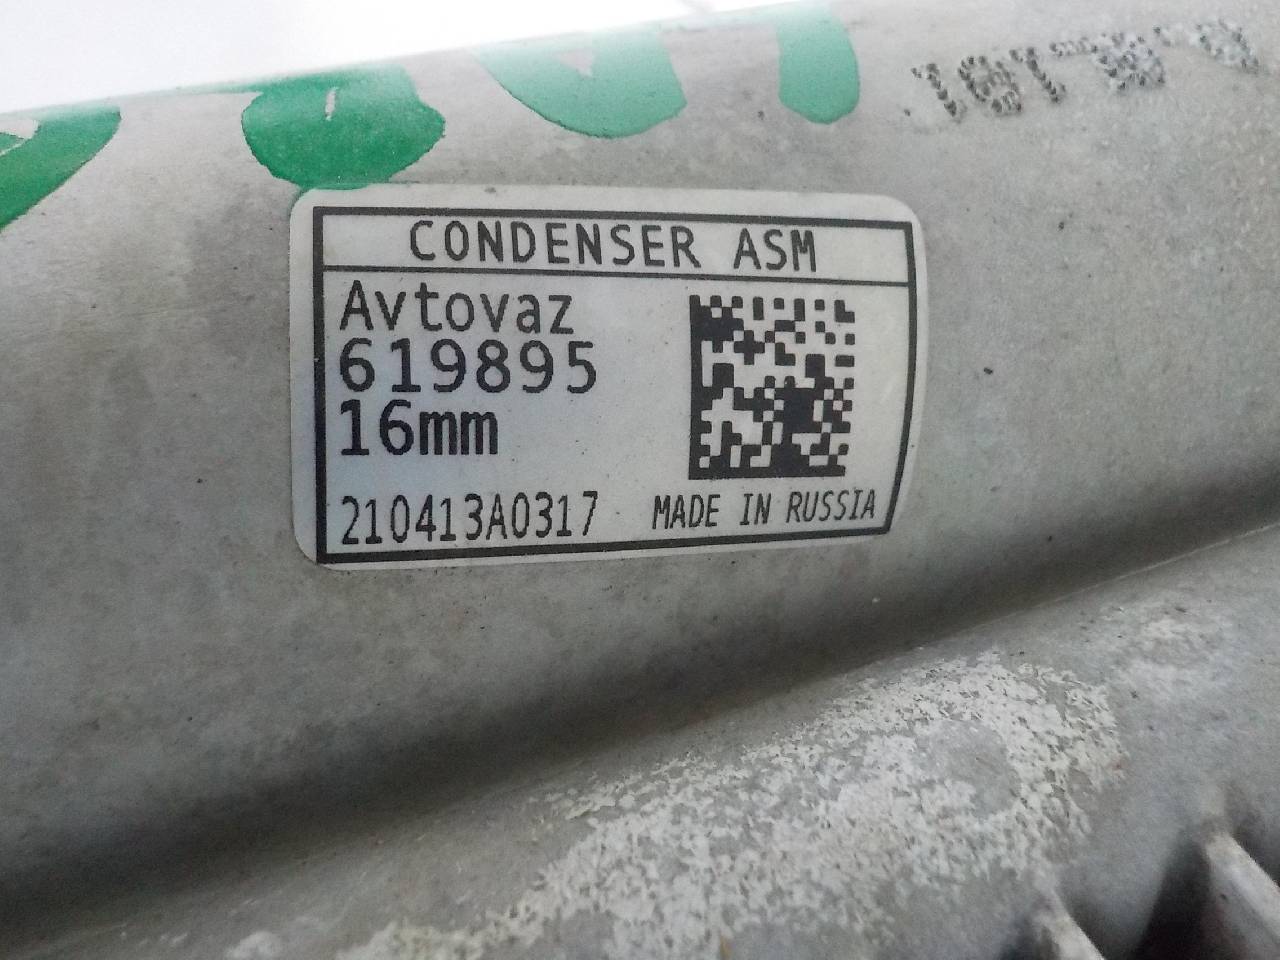 CONDENSER ASM
Avtovaz
619895
16mm
210413A0317 MADE IN RUSSIA